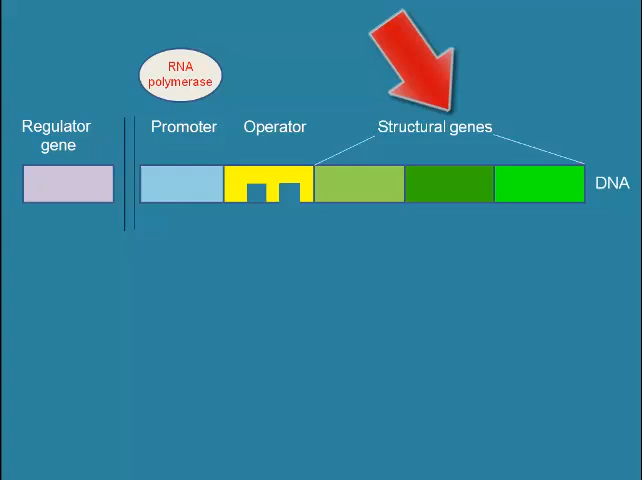 RNA
polymerase
Regulator
gene
Promoter
Operator
Structural genes
DNA